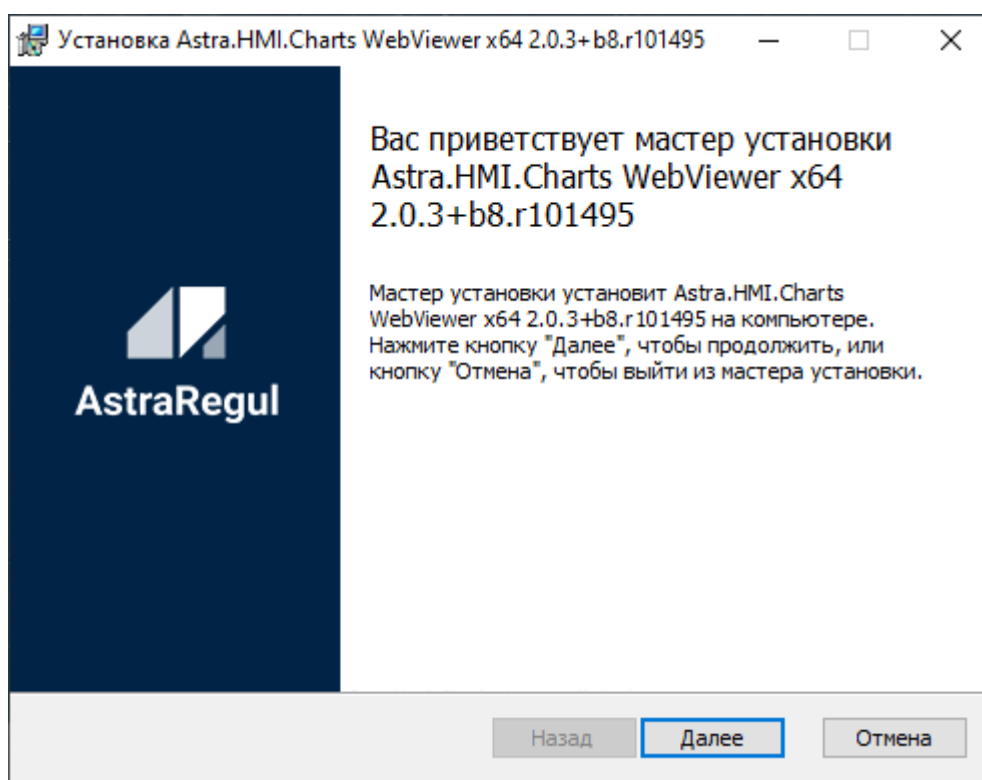 Установка Astra.HMI.Charts WebViewer x64 2.0.3+b8.r101495
Вас приветствует мастер установки
Astra.HMI.Charts WebViewer x64
2.0.3+b8.r101495
Мастер установки установит Astra.HMI.Charts
WebViewer x64 2.0.3+b8.r101495 на компьютере.
Нажмите кнопку "Далее", чтобы продолжить, или
кнопку "Отмена", чтобы выйти из мастера установки.
AstraRegul
Назад
Далее
Отмена